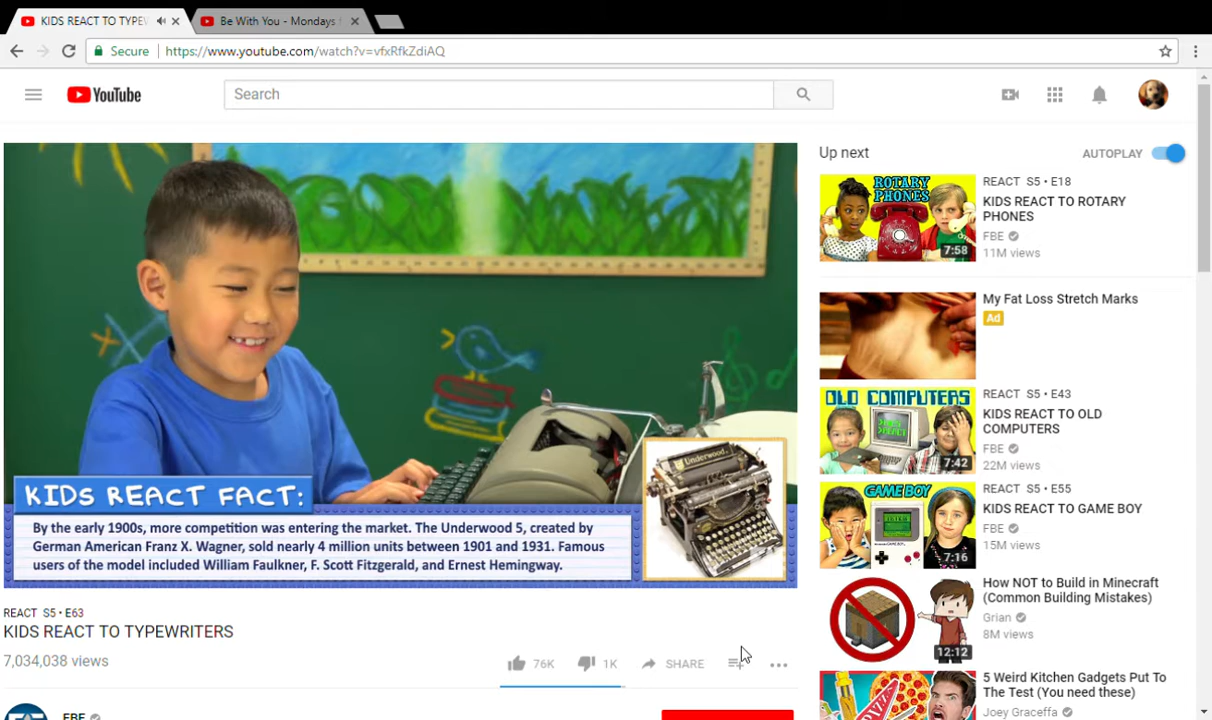 KIDS REACT TO TYPEW
Be With You - Mondays
Secure https://www.youtube.com/watch?v=vfxRfkZdiAQ
YouTube
Search
Underwood
KIDS REACT FACT:
By the early 1900s, more competition was entering the market. The Underwood 5, created by
German American Franz X. Wagner, sold nearly 4 million units between 1901 and 1931. Famous
users of the model included William Faulkner, F. Scott Fitzgerald, and Ernest Hemingway.
REACT S5 • E63
KIDS REACT TO TYPEWRITERS
7,034,038 views
76K 1K SHARE
FBE
Up next AUTOPLAY
ROTARY
PHONES
7:58
REACT S5 • E18
KIDS REACT TO ROTARY
PHONES
FBE
11M views
My Fat Loss Stretch Marks
Ad
OLD COMPUTERS
7:42
REACT S5 • E43
KIDS REACT TO OLD
COMPUTERS
FBE
22M views
GAME BOY
7:16
REACT S5 • E55
KIDS REACT TO GAME BOY
FBE
15M views
12:12
How NOT to Build in Minecraft
(Common Building Mistakes)
Grian
8M views
5 Weird Kitchen Gadgets Put To
The Test (You need these)
Joey Graceffa